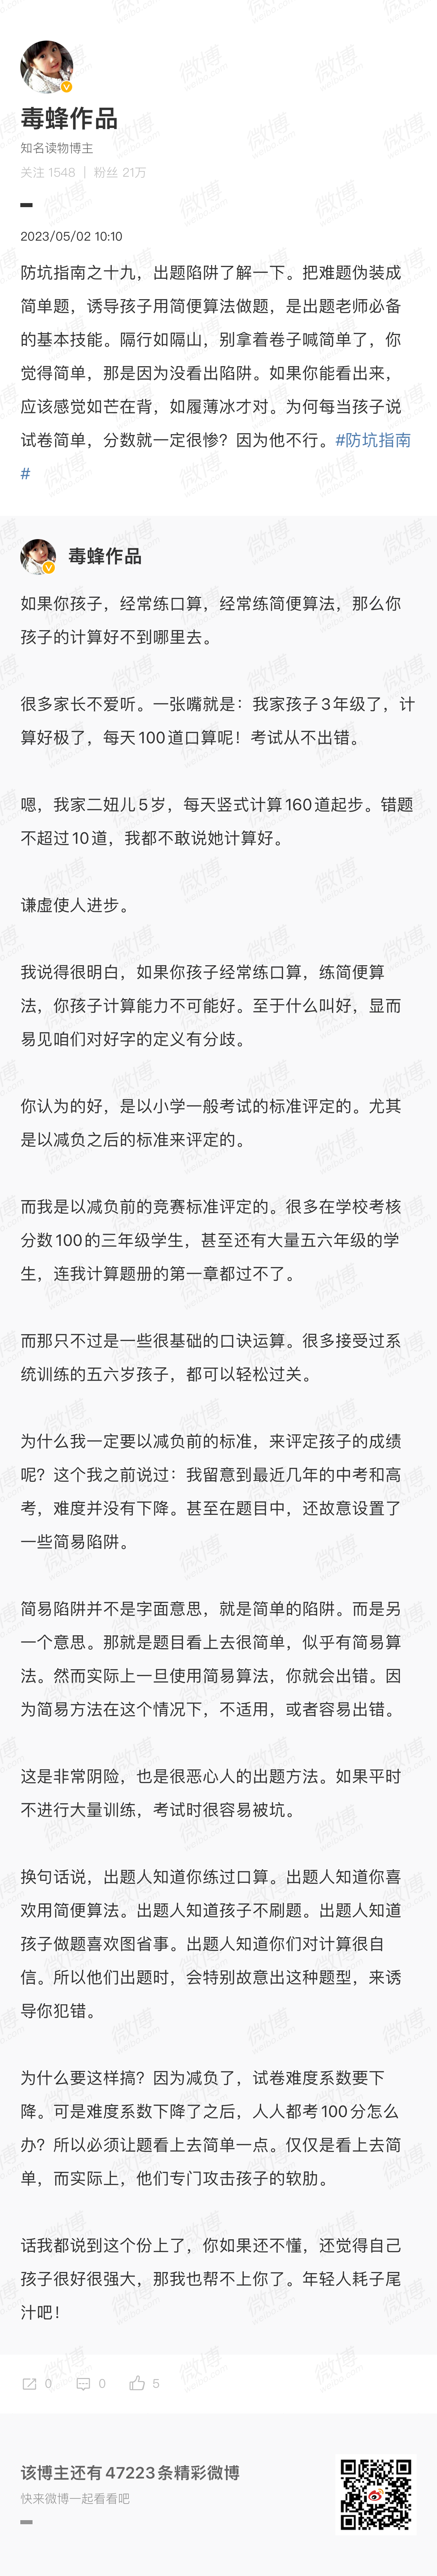 毒蜂作品
知名读物博主
关注 1548 | 粉丝 21万
2023/05/02 10:10
防坑指南之十九，出题陷阱了解一下。把难题伪装成
简单题，诱导孩子用简便算法做题，是出题老师必备
的基本技能。隔行如隔山，别拿着卷子喊简单了，你
觉得简单，那是因为没看出陷阱。如果你能看出来，
应该感觉如芒在背，如履薄冰才对。为何每当孩子说
试卷简单，分数就一定很惨？因为他不行。#防坑指南
#
毒蜂作品
如果你孩子，经常练口算，经常练简便算法，那么你
孩子的计算好不到哪里去。
很多家长不爱听。一张嘴就是：我家孩子3年级了，计
算好极了，每天100道口算呢！考试从不出错。
嗯，我家二妞儿5岁，每天竖式计算160道起步。错题
不超过10道，我都不敢说她计算好。
谦虚使人进步。
我说得很明白，如果你孩子经常练口算，练简便算
法，你孩子计算能力不可能好。至于什么叫好，显而
易见咱们对好字的定义有分歧。
你认为的好，是以小学一般考试的标准评定的。尤其
是以减负之后的标准来评定的。
而我是以减负前的竞赛标准评定的。很多在学校考核
分数100的三年级学生，甚至还有大量五六年级的学
生，连我计算题册的第一章都过不了。
而那只不过是一些很基础的口诀运算。很多接受过系
统训练的五六岁孩子，都可以轻松过关。
为什么我一定要以减负前的标准，来评定孩子的成绩
呢？这个我之前说过：我留意到最近几年的中考和高
考，难度并没有下降。甚至在题目中，还故意设置了
一些简易陷阱。
简易陷阱并不是字面意思，就是简单的陷阱。而是另
一个意思。那就是题目看上去很简单，似乎有简易算
法。然而实际上一旦使用简易算法，你就会出错。因
为简易方法在这个情况下，不适用，或者容易出错。
这是非常阴险，也是很恶心人的出题方法。如果平时
不进行大量训练，考试时很容易被坑。
换句话说，出题人知道你练过口算。出题人知道你喜
欢用简便算法。出题人知道孩子不刷题。出题人知道
孩子做题喜欢图省事。出题人知道你们对计算很自
信。所以他们出题时，会特别故意出这种题型，来诱
导你犯错。
为什么要这样搞？因为减负了，试卷难度系数要下
降。可是难度系数下降了之后，人人都考100分怎么
办？所以必须让题看上去简单一点。仅仅是看上去简
单，而实际上，他们专门攻击孩子的软肋。
话我都说到这个份上了，你如果还不懂，还觉得自己
孩子很好很强大，那我也帮不上你了。年轻人耗子尾
汁吧！
0 0 5
该博主还有47223条精彩微博
快来微博一起看看吧